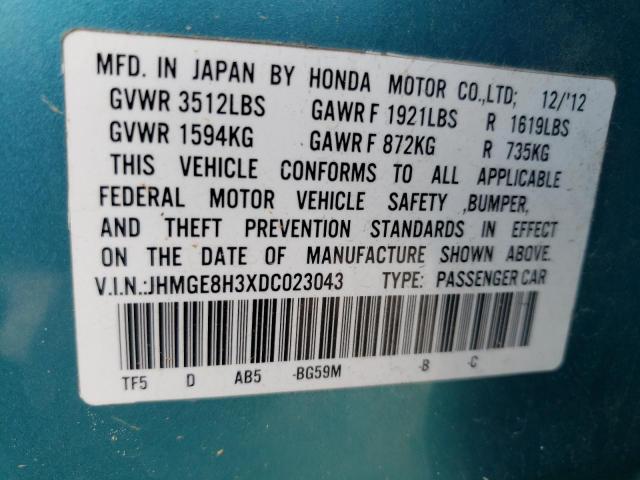 MFD. IN JAPAN BY HONDA MOTOR CO.,LTD; 12/'12
GVWR 3512LBS GAWR F 1921LBS R 1619LBS
GVWR 1594KG GAWR F 872KG R 735KG
THIS VEHICLE CONFORMS TO ALL APPLICABLE
FEDERAL MOTOR VEHICLE SAFETY ,BUMPER,
AND THEFT PREVENTION STANDARDS IN EFFECT
ON THE DATE OF MANUFACTURE SHOWN ABOVE.
V.I.N.:JHMGE8H3XDC023043 TYPE: PASSENGER CAR
TF5 D AB5 -BG59M -B -C